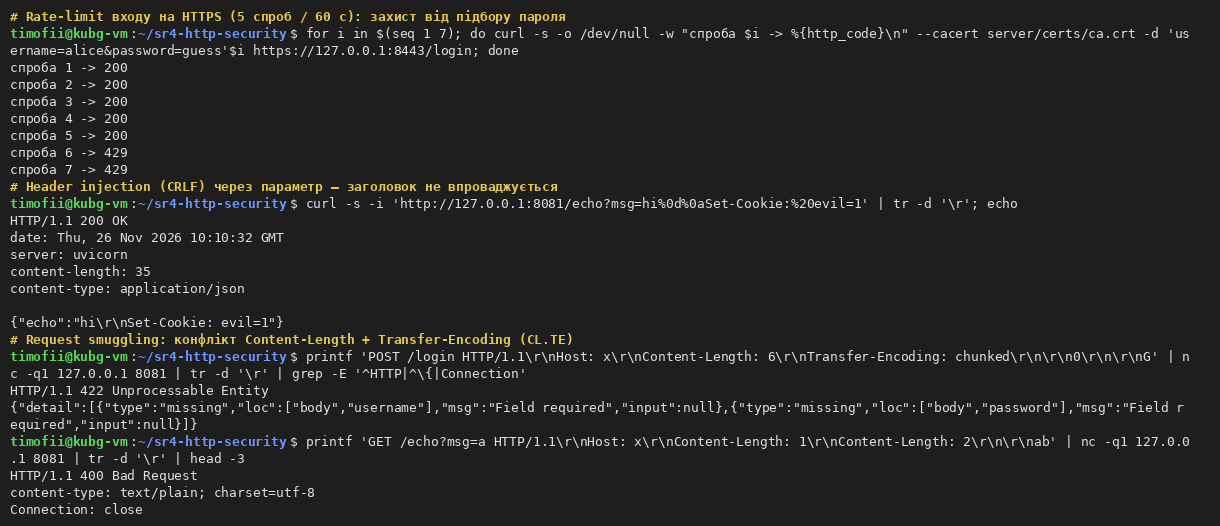 # Rate-limit входу на HTTPS (5 спроб / 60 с): захист від підбору пароля
timofii@kubg-vm:~/sr4-http-security$ for i in $(seq 1 7); do curl -s -o /dev/null -w "спроба $i -> %{http_code}\n" --cacert server/certs/ca.crt -d 'us
ername=alice&password=guess'$i https://127.0.0.1:8443/login; done
спроба 1 -> 200
спроба 2 -> 200
спроба 3 -> 200
спроба 4 -> 200
спроба 5 -> 200
спроба 6 -> 429
спроба 7 -> 429
# Header injection (CRLF) через параметр — заголовок не впроваджується
timofii@kubg-vm:~/sr4-http-security$ curl -s -i 'http://127.0.0.1:8081/echo?msg=hi%0d%0aSet-Cookie:%20evil=1' | tr -d '\r'; echo
HTTP/1.1 200 OK
date: Thu, 26 Nov 2026 10:10:32 GMT
server: uvicorn
content-length: 35
content-type: application/json

{"echo":"hi\r\nSet-Cookie: evil=1"}
# Request smuggling: конфлікт Content-Length + Transfer-Encoding (CL.TE)
timofii@kubg-vm:~/sr4-http-security$ printf 'POST /login HTTP/1.1\r\nHost: x\r\nContent-Length: 6\r\nTransfer-Encoding: chunked\r\n\r\n0\r\n\r\nG' | n
c -q1 127.0.0.1 8081 | tr -d '\r' | grep -E '^HTTP|^\{|Connection'
HTTP/1.1 422 Unprocessable Entity
{"detail":[{"type":"missing","loc":["body","username"],"msg":"Field required","input":null},{"type":"missing","loc":["body","password"],"msg":"Field r
equired","input":null}]}
timofii@kubg-vm:~/sr4-http-security$ printf 'GET /echo?msg=a HTTP/1.1\r\nHost: x\r\nContent-Length: 1\r\nContent-Length: 2\r\n\r\nab' | nc -q1 127.0.0
.1 8081 | tr -d '\r' | head -3
HTTP/1.1 400 Bad Request
content-type: text/plain; charset=utf-8
Connection: close